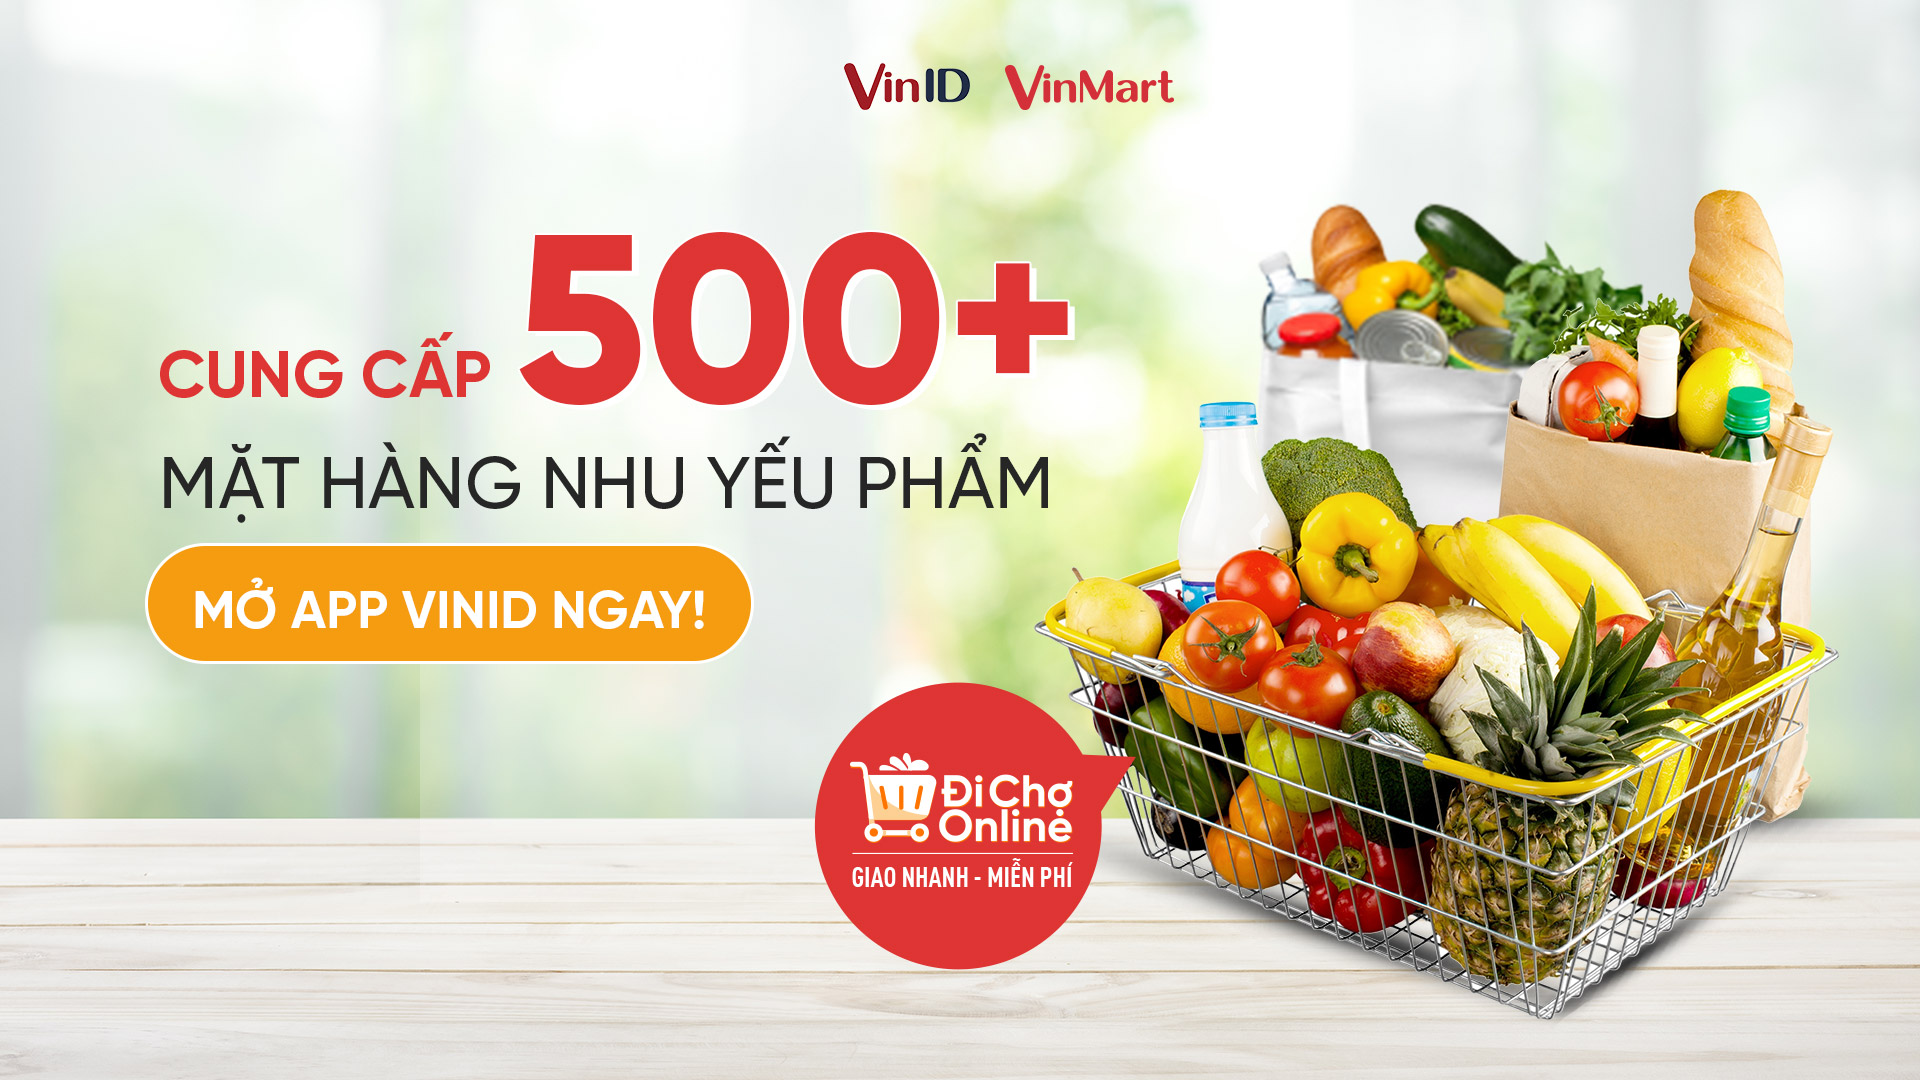 VinID VinMart
CUNG CẤP 500+
MẶT HÀNG NHU YẾU PHẨM
MỞ APP VINID NGAY!
Đi Chợ
Online
GIAO NHANH - MIỄN PHÍ